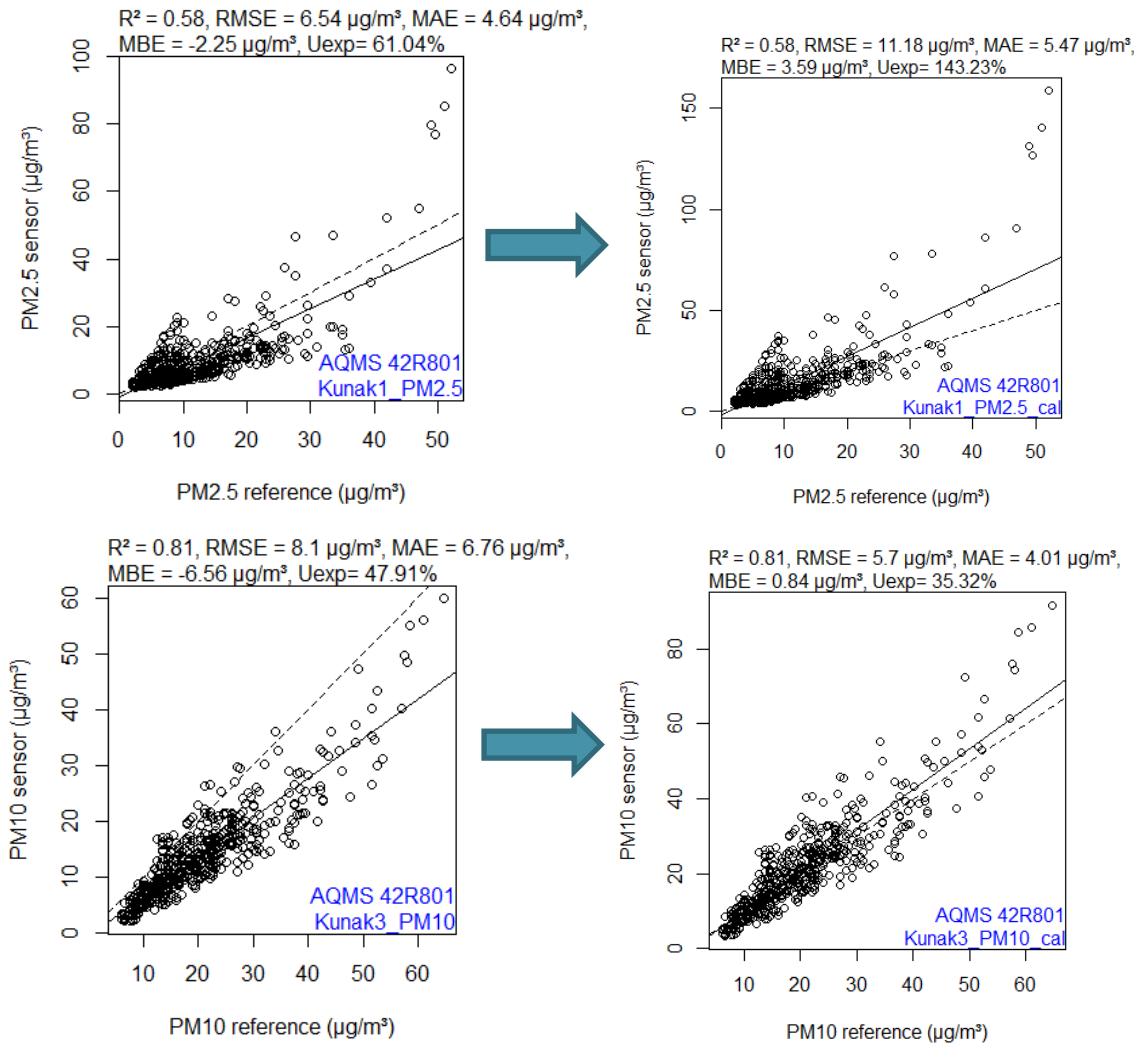 R² = 0.58, RMSE = 6.54 µg/m³, MAE = 4.64 µg/m³,
MBE = -2.25 µg/m³, Uexp= 61.04%
PM2.5 sensor (µg/m³)
100
80
60
40
20
0
AQMS 42R801
Kunak1_PM2.5
0 10 20 30 40 50
PM2.5 reference (µg/m³)
R² = 0.58, RMSE = 11.18 µg/m³, MAE = 5.47 µg/m³,
MBE = 3.59 µg/m³, Uexp= 143.23%
PM2.5 sensor (µg/m³)
150
100
50
0
AQMS 42R801
Kunak1_PM2.5_cal
0 10 20 30 40 50
PM2.5 reference (µg/m³)
R² = 0.81, RMSE = 8.1 µg/m³, MAE = 6.76 µg/m³,
MBE = -6.56 µg/m³, Uexp= 47.91%
PM10 sensor (µg/m³)
60
50
40
30
20
10
0
AQMS 42R801
Kunak3_PM10
10 20 30 40 50 60
PM10 reference (µg/m³)
R² = 0.81, RMSE = 5.7 µg/m³, MAE = 4.01 µg/m³,
MBE = 0.84 µg/m³, Uexp= 35.32%
PM10 sensor (µg/m³)
80
60
40
20
0
AQMS 42R801
Kunak3_PM10_cal
10 20 30 40 50 60
PM10 reference (µg/m³)